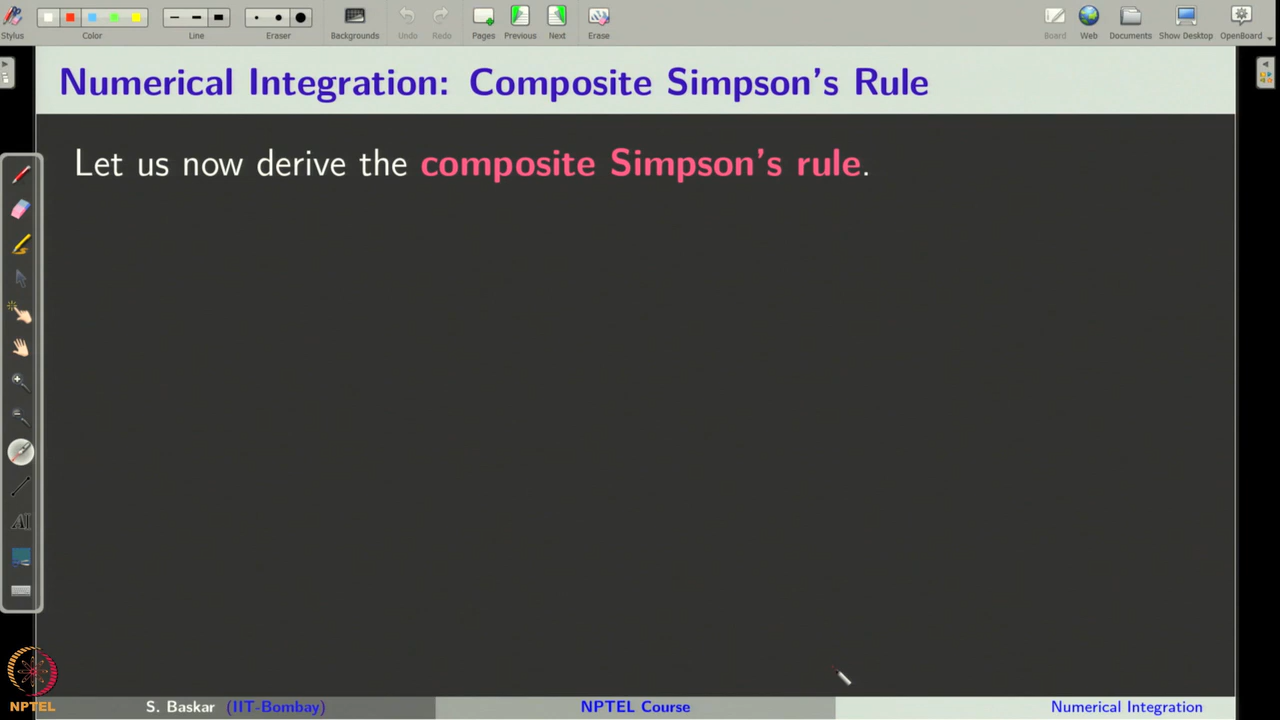 Stylus Color Line Eraser Backgrounds Undo Redo Pages Previous Next Erase Board Web Documents Show Desktop OpenBoard
Numerical Integration: Composite Simpson's Rule
Let us now derive the composite Simpson's rule.
AI
NPTEL
S. Baskar (IIT-Bombay) NPTEL Course Numerical Integration